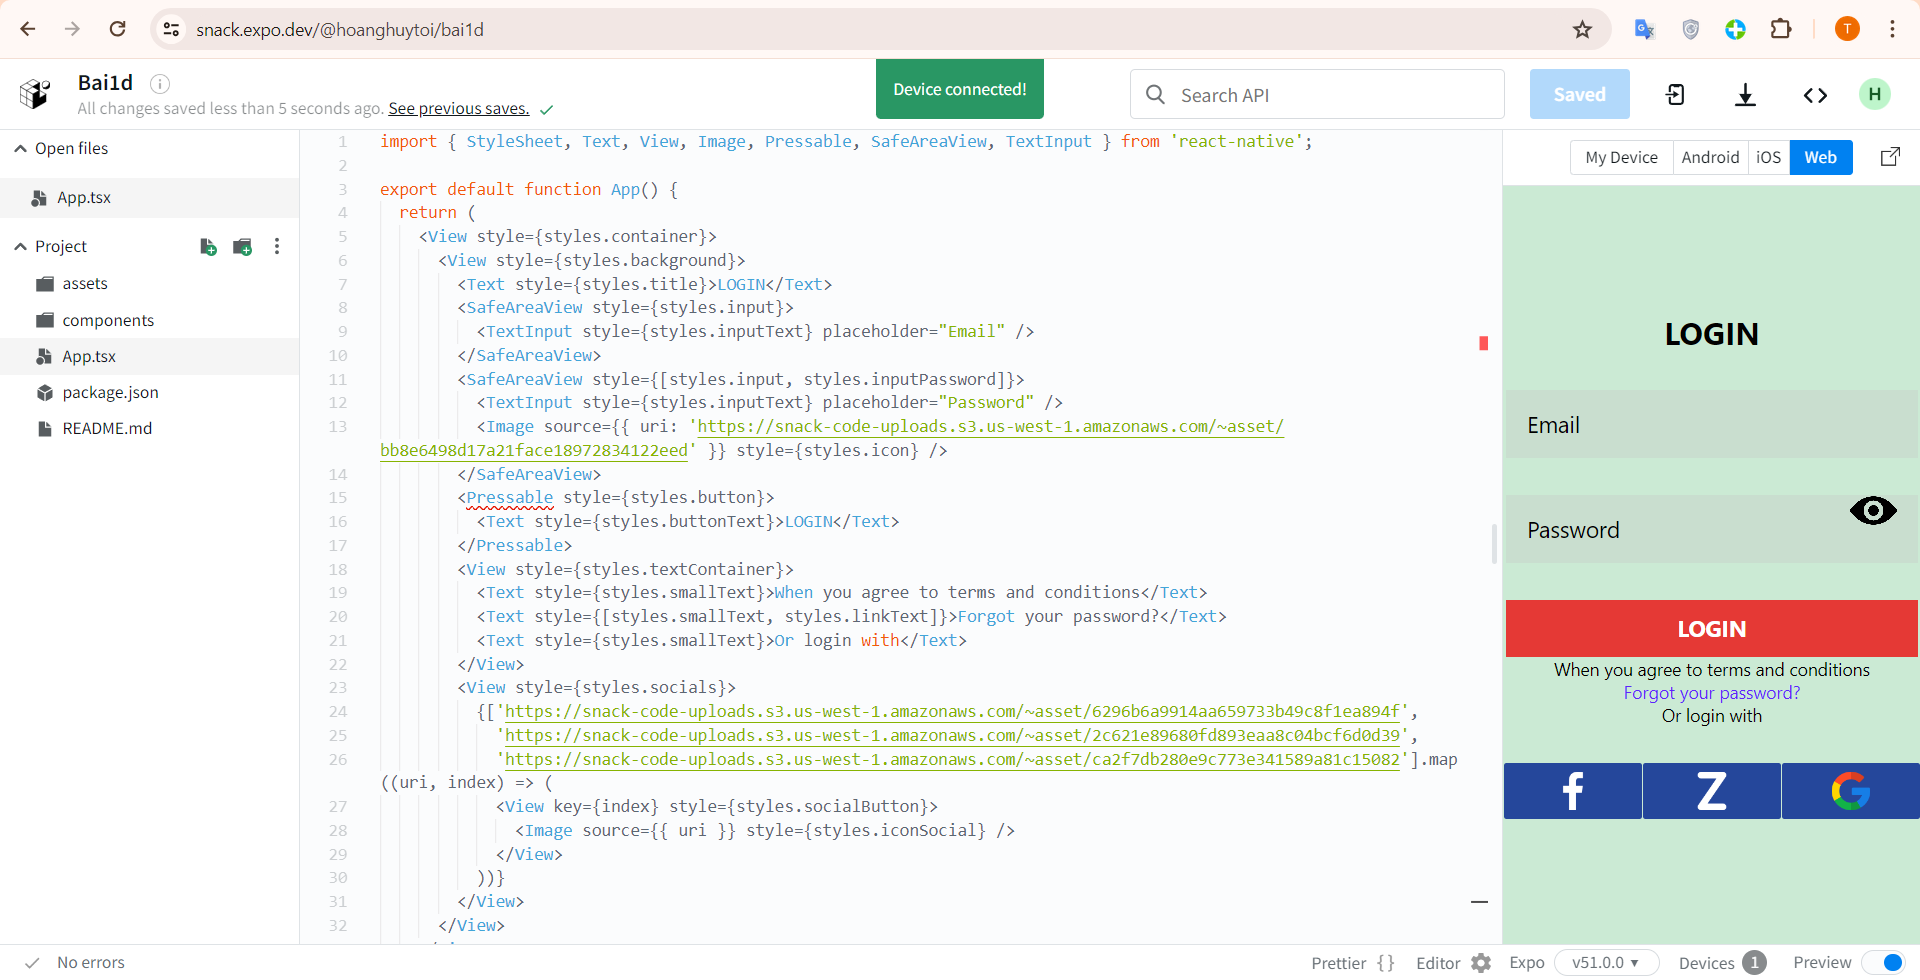 snack.expo.dev/@hoanghuytoi/bai1d
T
Bai1d
All changes saved less than 5 seconds ago. See previous saves.
Device connected!
Search API
Saved
H
Open files
App.tsx
Project
assets
components
App.tsx
package.json
README.md
1 import { StyleSheet, Text, View, Image, Pressable, SafeAreaView, TextInput } from 'react-native';
2
3 export default function App() {
4 return (
5 <View style={styles.container}>
6 <View style={styles.background}>
7 <Text style={styles.title}>LOGIN</Text>
8 <SafeAreaView style={styles.input}>
9 <TextInput style={styles.inputText} placeholder="Email" />
10 </SafeAreaView>
11 <SafeAreaView style={[styles.input, styles.inputPassword]}>
12 <TextInput style={styles.inputText} placeholder="Password" />
13 <Image source={{ uri: 'https://snack-code-uploads.s3.us-west-1.amazonaws.com/~asset/
bb8e6498d17a21face18972834122eed' }} style={styles.icon} />
14 </SafeAreaView>
15 <Pressable style={styles.button}>
16 <Text style={styles.buttonText}>LOGIN</Text>
17 </Pressable>
18 <View style={styles.textContainer}>
19 <Text style={styles.smallText}>When you agree to terms and conditions</Text>
20 <Text style={[styles.smallText, styles.linkText]}>Forgot your password?</Text>
21 <Text style={styles.smallText}>Or login with</Text>
22 </View>
23 <View style={styles.socials}>
24 {['https://snack-code-uploads.s3.us-west-1.amazonaws.com/~asset/6296b6a9914aa659733b49c8f1ea894f',
25 'https://snack-code-uploads.s3.us-west-1.amazonaws.com/~asset/2c621e89680fd893eaa8c04bcf6d0d39',
26 'https://snack-code-uploads.s3.us-west-1.amazonaws.com/~asset/ca2f7db280e9c773e341589a81c15082'].map
((uri, index) => (
27 <View key={index} style={styles.socialButton}>
28 <Image source={{ uri }} style={styles.iconSocial} />
29 </View>
30 ))}
31 </View>
32 </View>
My Device
Android
iOS
Web
LOGIN
Email
Password
LOGIN
When you agree to terms and conditions
Forgot your password?
Or login with
f
Z
G
No errors
Prettier { }
Editor
Expo
v51.0.0
Devices 1
Preview